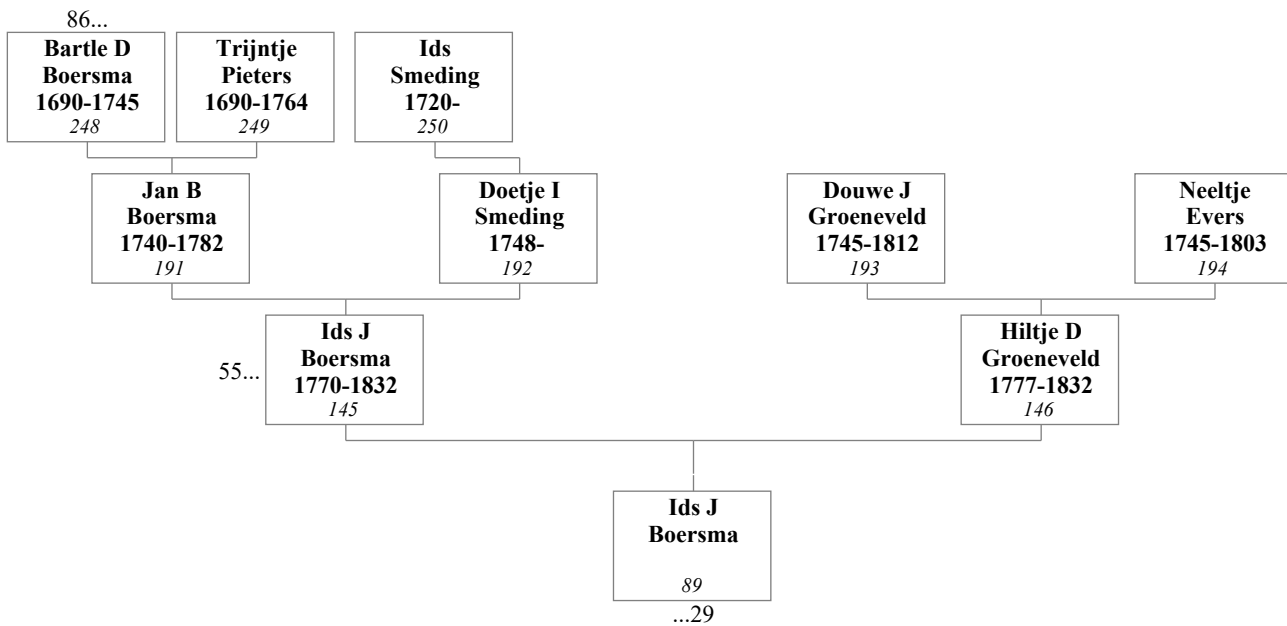 86...
Bartle D
Boersma
1690-1745
248
Trijntje
Pieters
1690-1764
249
Ids
Smeding
1720-
250
Jan B
Boersma
1740-1782
191
Doetje I
Smeding
1748-
192
Douwe J
Groeneveld
1745-1812
193
Neeltje
Evers
1745-1803
194
55...
Ids J
Boersma
1770-1832
145
Hiltje D
Groeneveld
1777-1832
146
Ids J
Boersma
89
...29